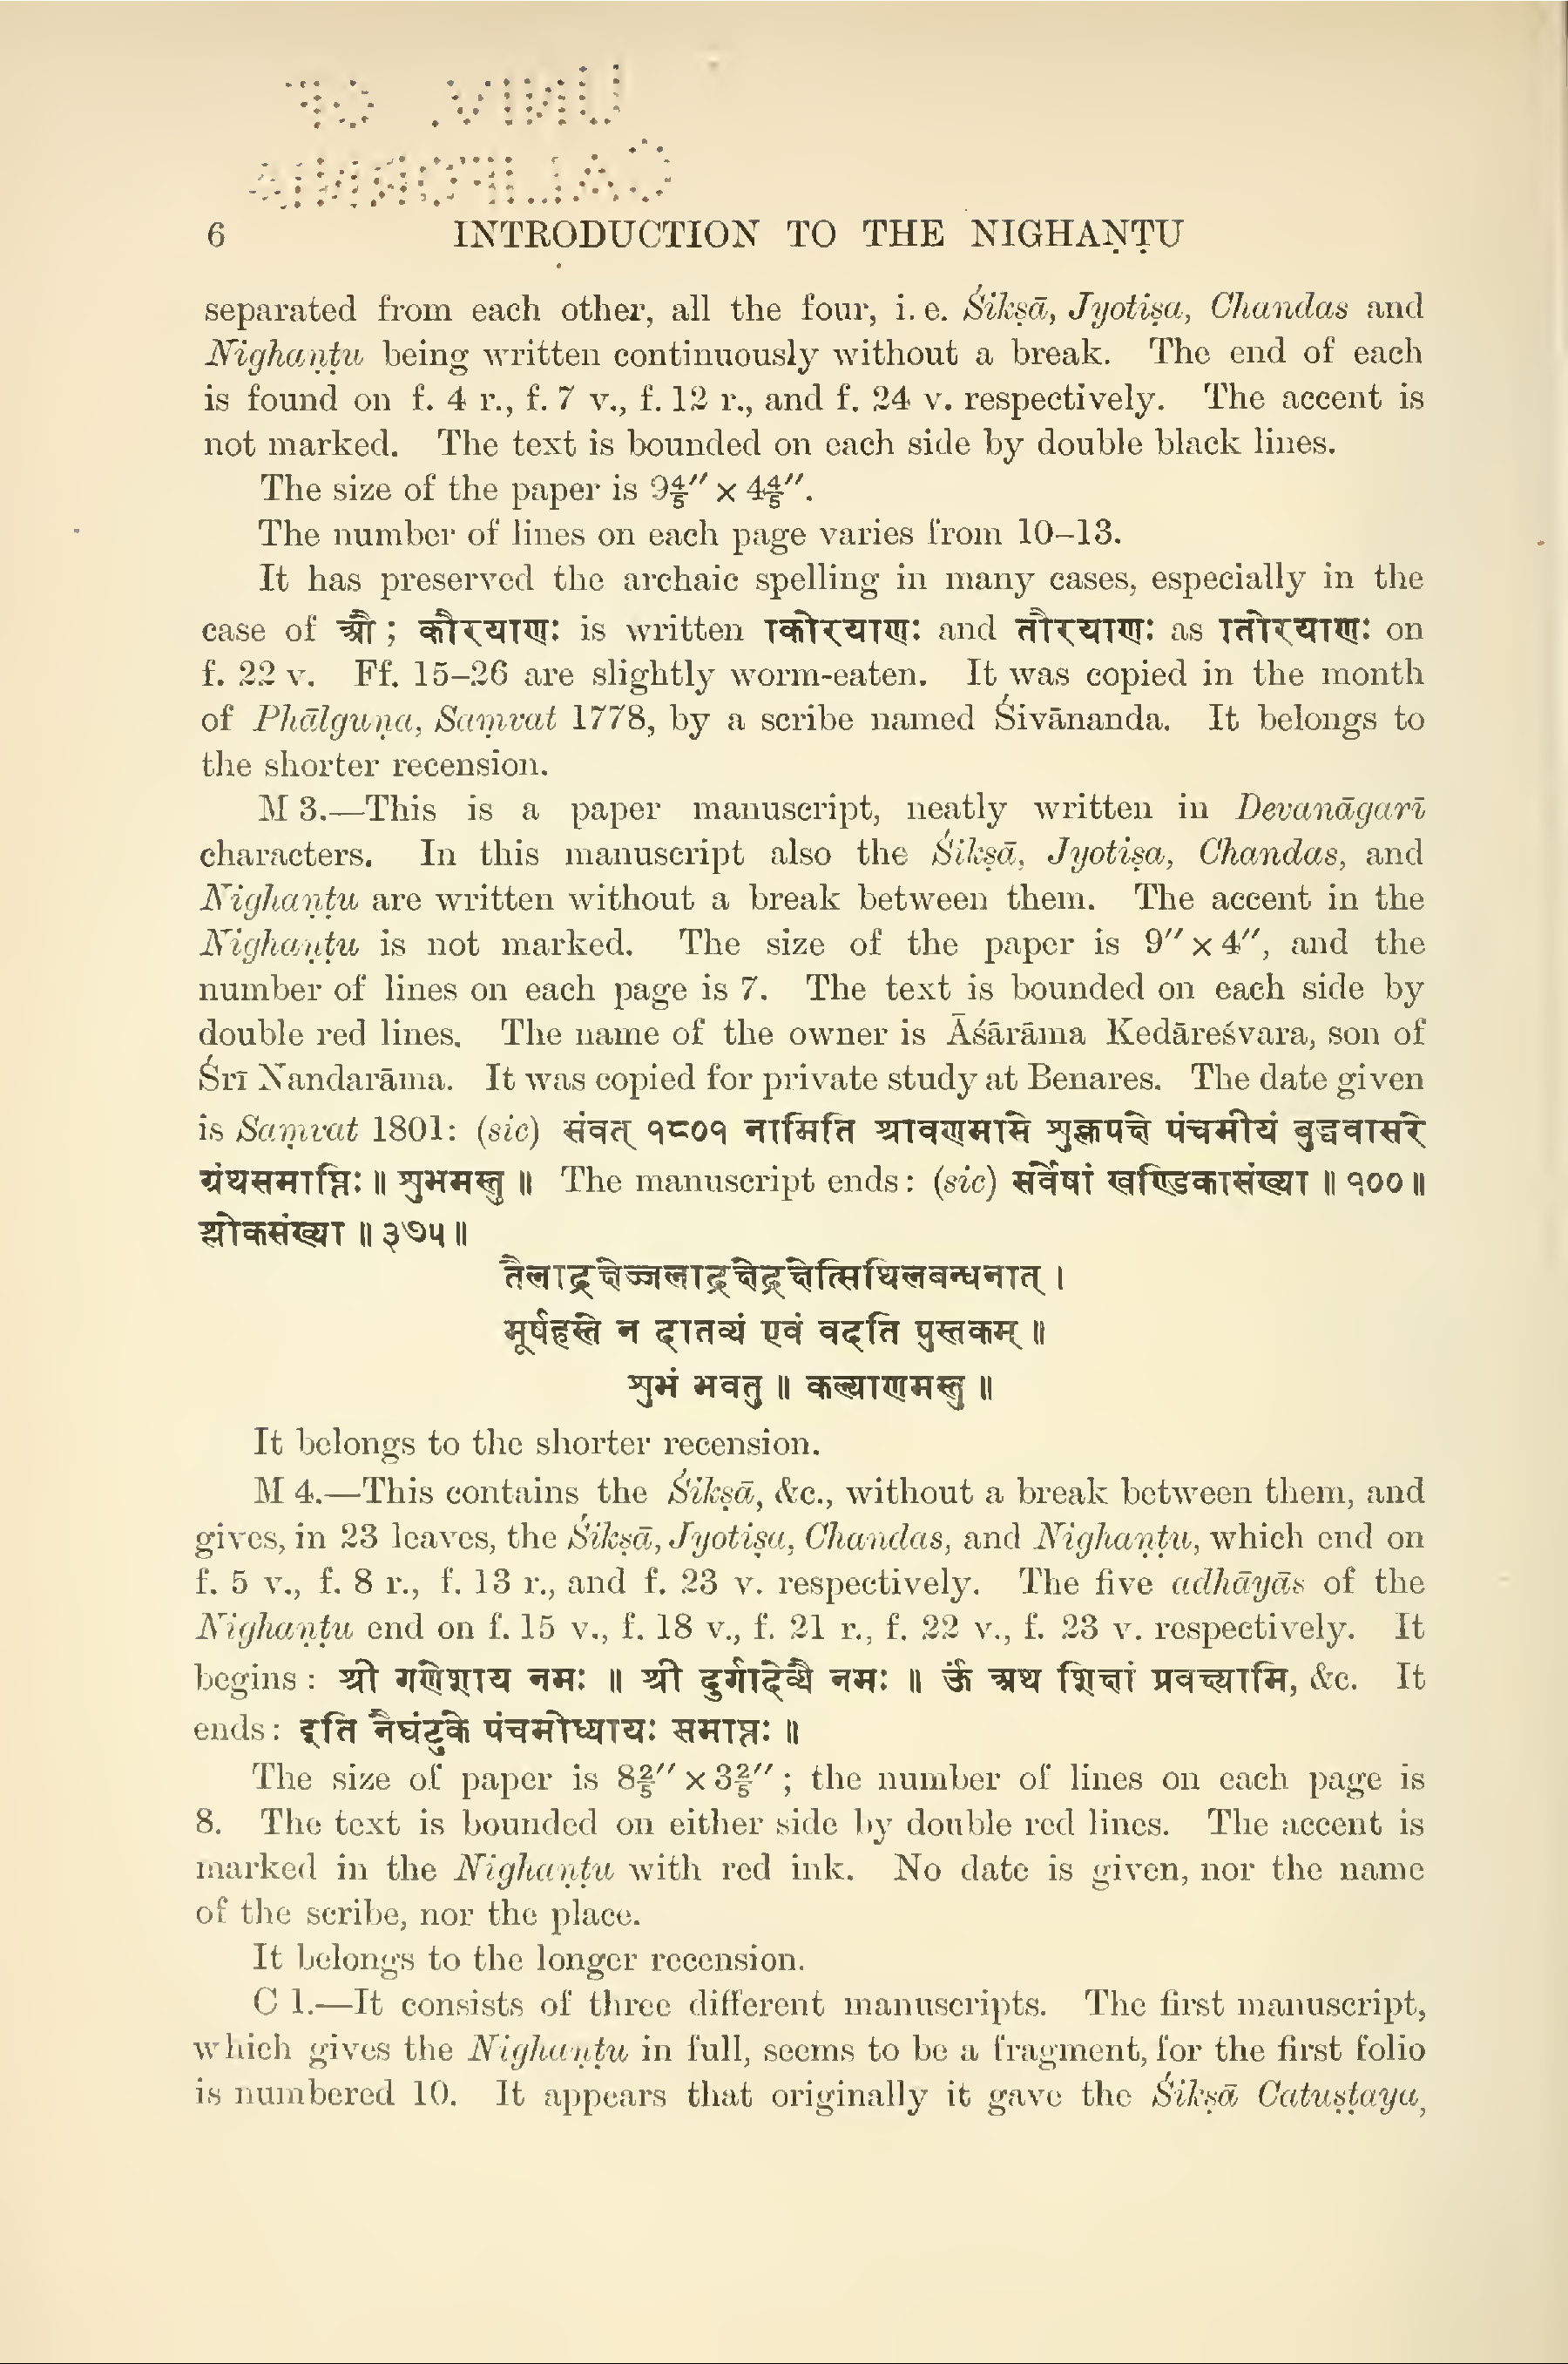 UNIV. OF
CALIFORNIA
6 INTRODUCTION TO THE NIGHAṆṬU
separated from each other, all the four, i. e. Śikṣā, Jyotiṣa, Chandas and
Nighaṇṭu being written continuously without a break. The end of each
is found on f. 4 r., f. 7 v., f. 12 r., and f. 24 v. respectively. The accent is
not marked. The text is bounded on each side by double black lines.
The size of the paper is 9⅘″ × 4⅘″.
The number of lines on each page varies from 10–13.
It has preserved the archaic spelling in many cases, especially in the
case of औ ; कौरयाणः is written ाकोरयाणः and तौरयाणः as ातोरयाणः on
f. 22 v. Ff. 15–26 are slightly worm-eaten. It was copied in the month
of Phālguṇa, Saṃvat 1778, by a scribe named Śivānanda. It belongs to
the shorter recension.
M 3.—This is a paper manuscript, neatly written in Devanāgarī
characters. In this manuscript also the Śikṣā, Jyotiṣa, Chandas, and
Nighaṇṭu are written without a break between them. The accent in the
Nighaṇṭu is not marked. The size of the paper is 9″ × 4″, and the
number of lines on each page is 7. The text is bounded on each side by
double red lines. The name of the owner is Āśārāma Kedāreśvara, son of
Śrī Nandarāma. It was copied for private study at Benares. The date given
is Saṃvat 1801: (sic) संवत् १८०१ नामिति श्रावणमासे शुक्लपक्षे पंचमीयं बुद्धवासरे
ग्रंथसमाप्तिः ॥ शुभमस्तु ॥ The manuscript ends: (sic) सर्वेषां खण्डिकासंख्या ॥ १०० ॥
श्लोकसंख्या ॥ ३७५ ॥
तैलाद्रक्षेज्जलाद्रक्षेद्रक्षेत्सिथिलबन्धनात् ।
मूर्षहस्ते न दातव्यं एवं वदति पुस्तकम् ॥
शुभं भवतु ॥ कल्याणमस्तु ॥
It belongs to the shorter recension.
M 4.—This contains the Śikṣā, &c., without a break between them, and
gives, in 23 leaves, the Śikṣā, Jyotiṣa, Chandas, and Nighaṇṭu, which end on
f. 5 v., f. 8 r., f. 13 r., and f. 23 v. respectively. The five adhāyās of the
Nighaṇṭu end on f. 15 v., f. 18 v., f. 21 r., f. 22 v., f. 23 v. respectively. It
begins : श्री गणेशाय नमः ॥ श्री दुर्गादेव्यै नमः ॥ ऊँ अथ शिक्षां प्रवक्ष्यामि, &c. It
ends : इति नैघंटुके पंचमोध्यायः समाप्तः ॥
The size of paper is 8⅖″ × 3⅖″ ; the number of lines on each page is
8. The text is bounded on either side by double red lines. The accent is
marked in the Nighaṇṭu with red ink. No date is given, nor the name
of the scribe, nor the place.
It belongs to the longer recension.
C 1.—It consists of three different manuscripts. The first manuscript,
which gives the Nighaṇṭu in full, seems to be a fragment, for the first folio
is numbered 10. It appears that originally it gave the Śikṣā Catuṣṭaya,